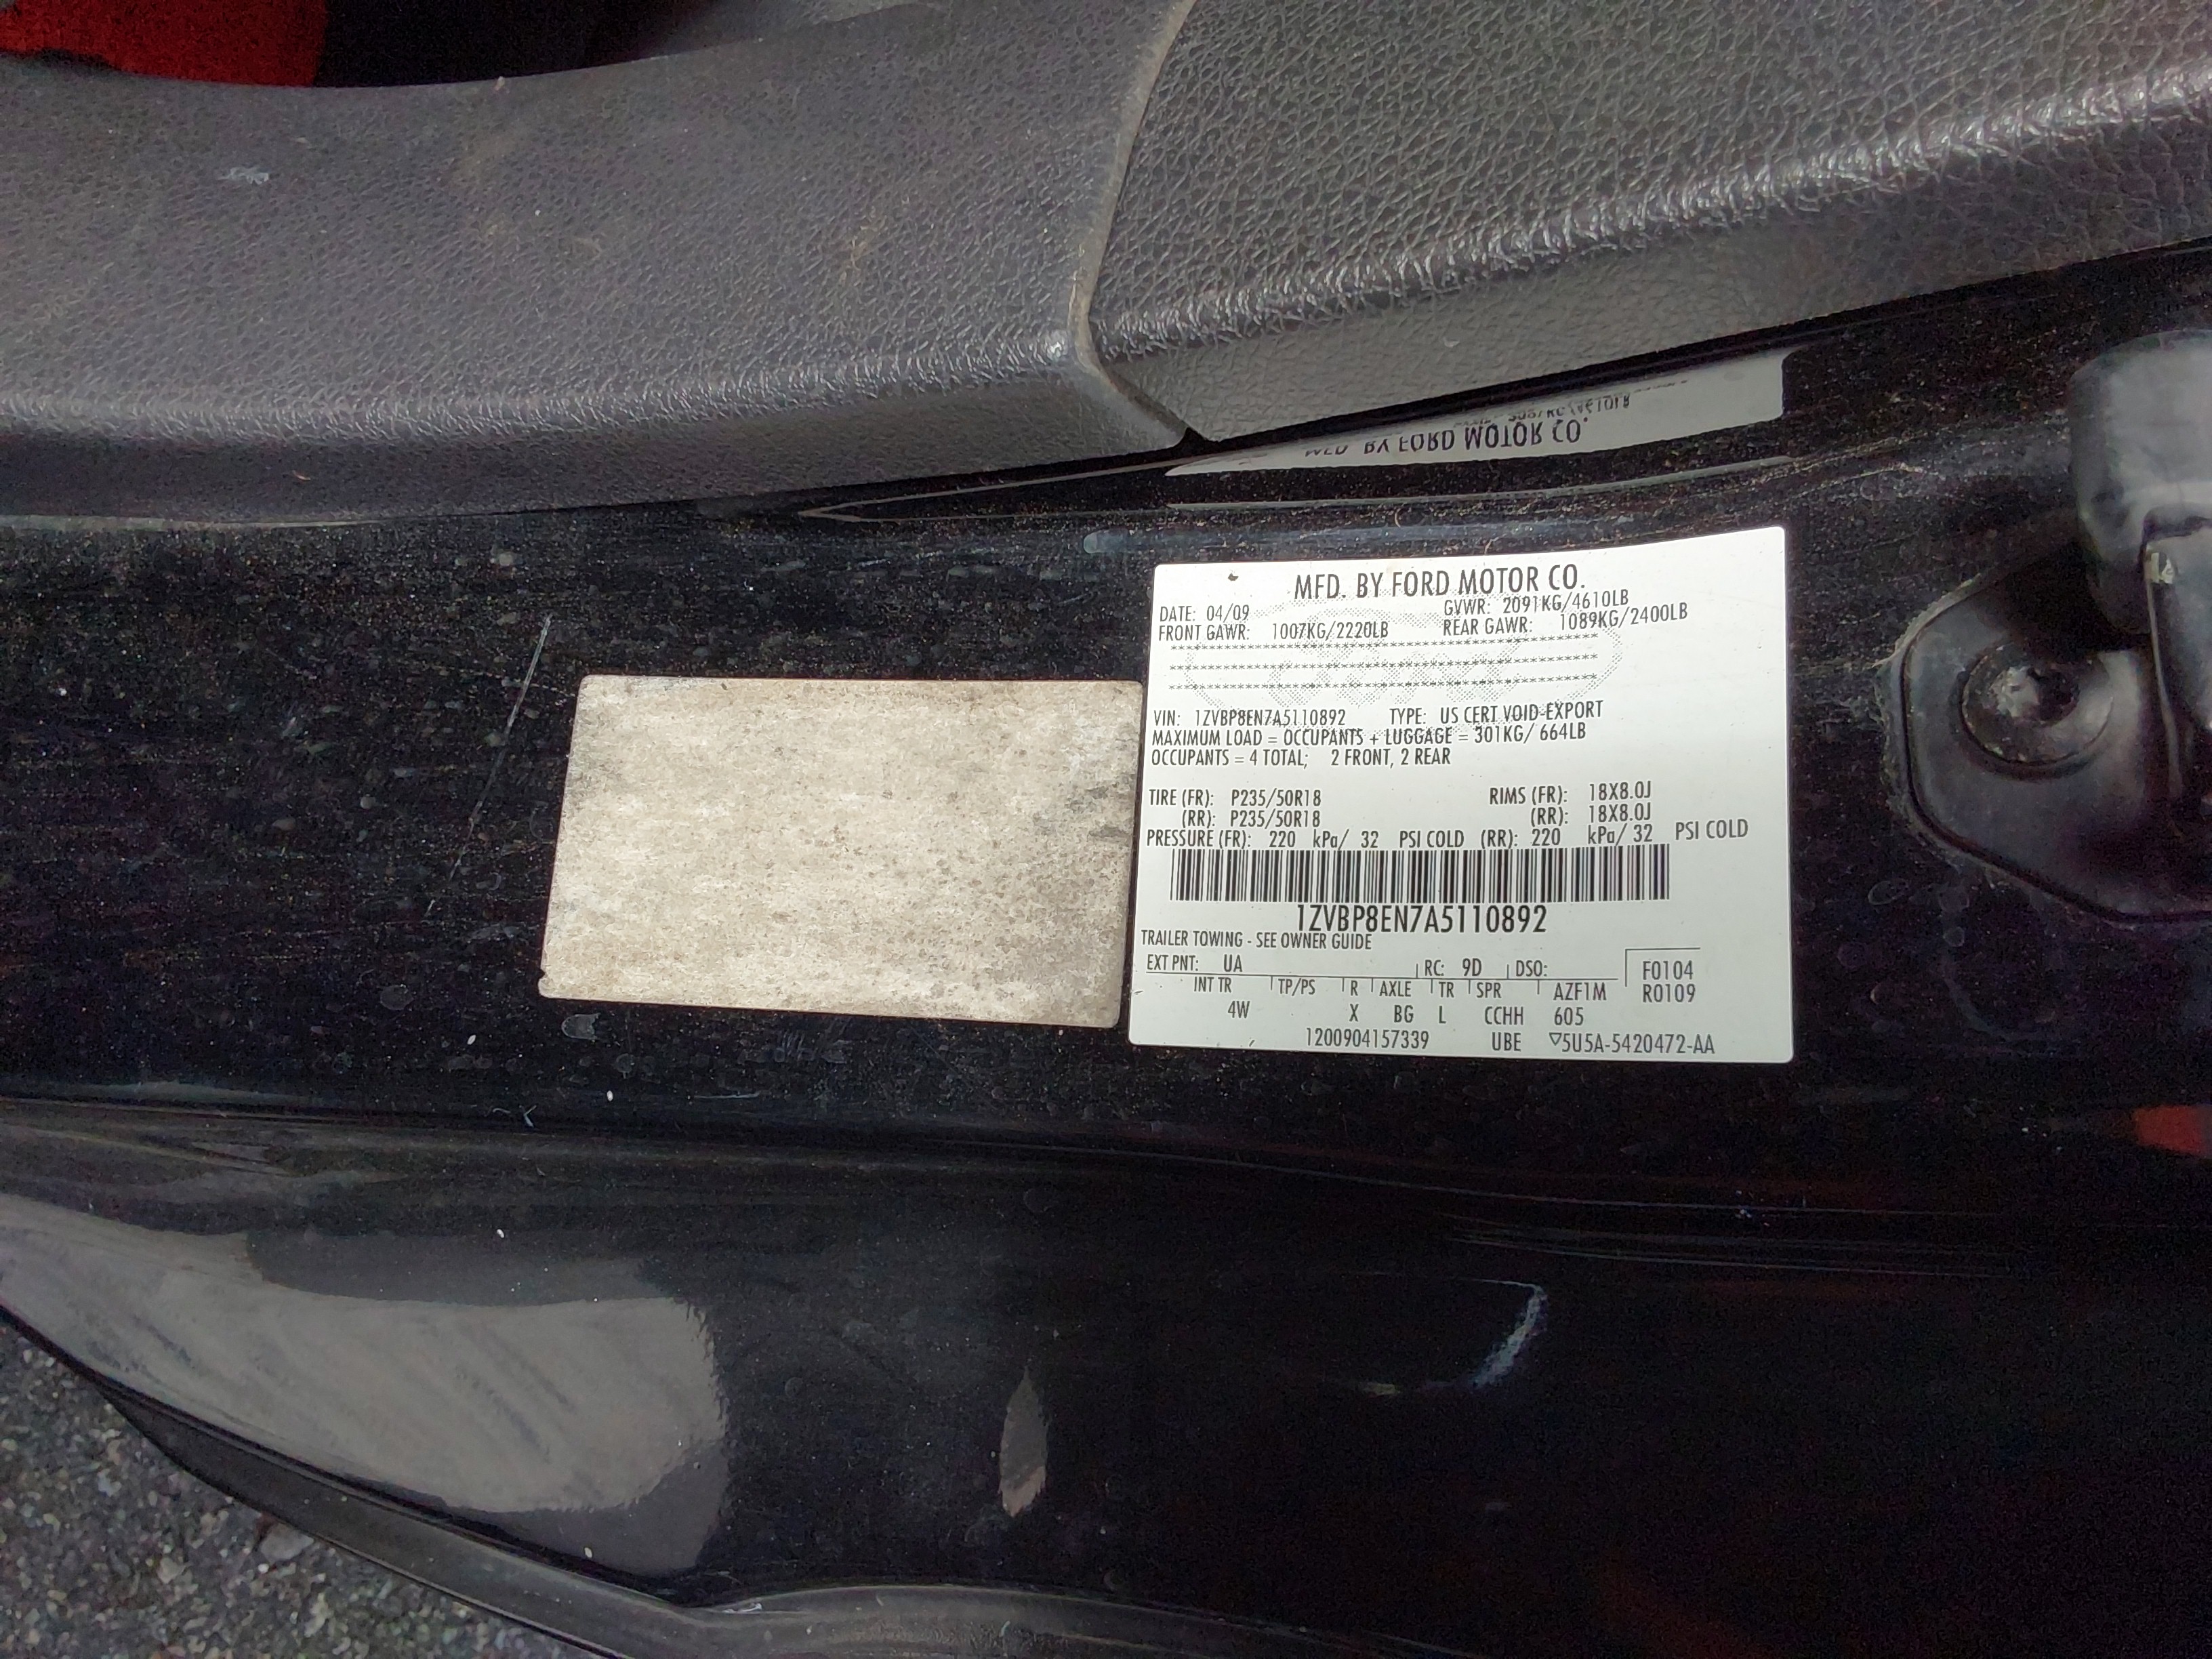 MFD. BY FORD MOTOR CO.
DATE: 04/09 GVWR: 2091KG/4610LB
FRONT GAWR: 1007KG/2220LB REAR GAWR: 1089KG/2400LB
**************************************************
**************************************************
**************************************************
VIN: 1ZVBP8EN7A5110892 TYPE: US CERT VOID-EXPORT
MAXIMUM LOAD = OCCUPANTS + LUGGAGE = 301KG/ 664LB
OCCUPANTS = 4 TOTAL; 2 FRONT, 2 REAR
TIRE (FR): P235/50R18 RIMS (FR): 18X8.0J
(RR): P235/50R18 (RR): 18X8.0J
PRESSURE (FR): 220 kPa/ 32 PSI COLD (RR): 220 kPa/ 32 PSI COLD
1ZVBP8EN7A5110892
TRAILER TOWING - SEE OWNER GUIDE
EXT PNT: UA RC: 9D DSO: F0104
INT TR TP/PS R AXLE TR SPR AZF1M R0109
4W X BG L CCHH 605
1200904157339 UBE ▽5U5A-5420472-AA